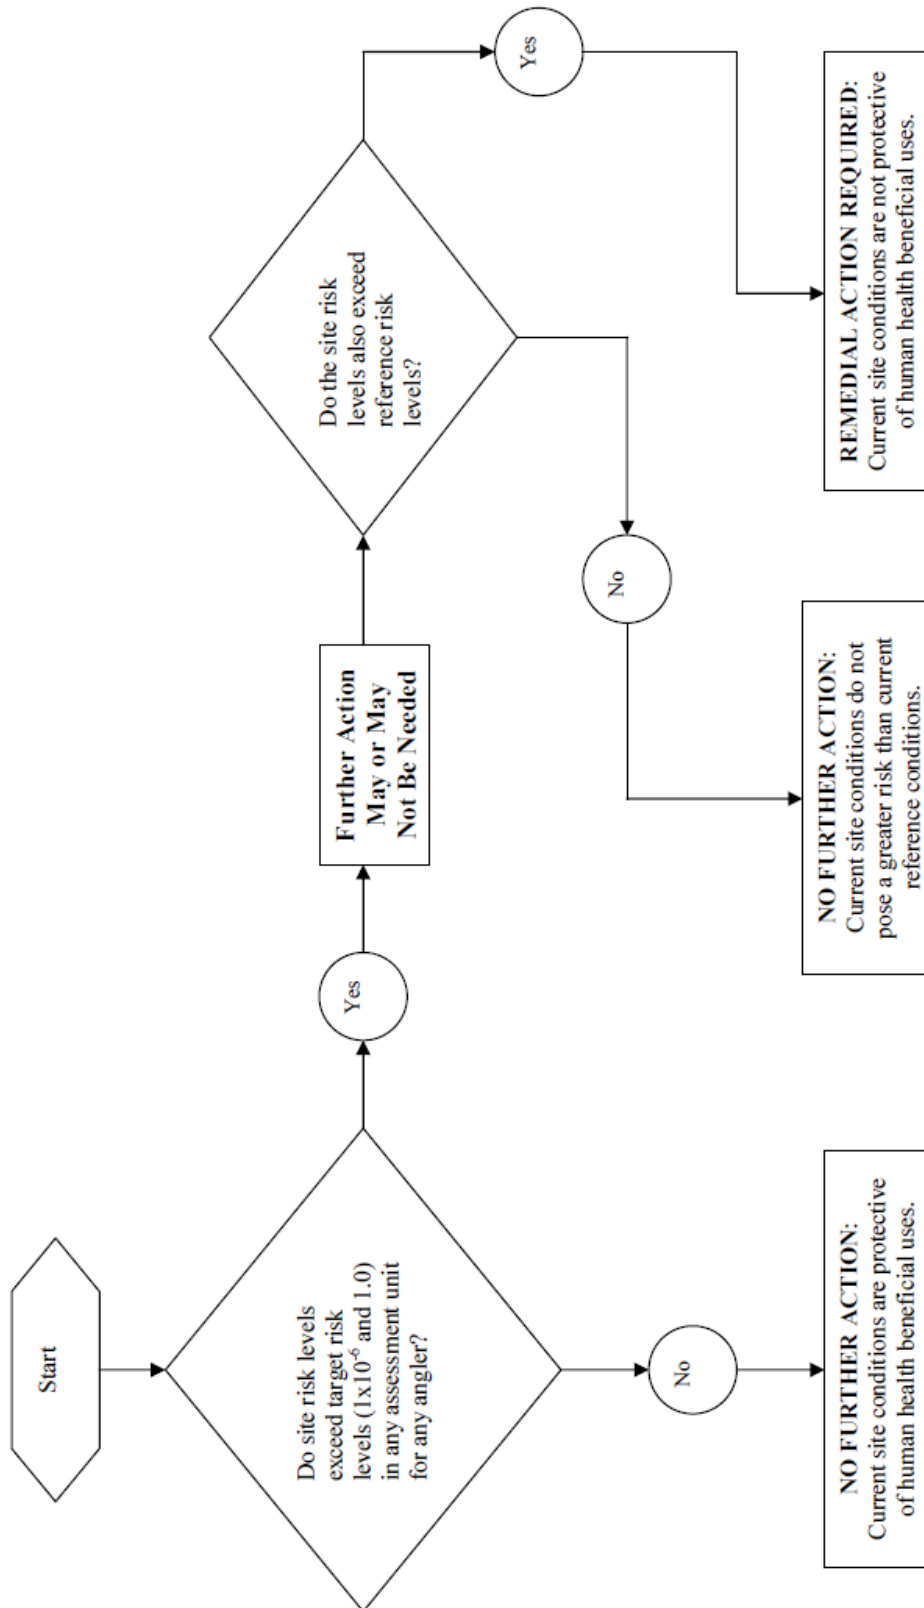 Start
Do site risk levels
exceed target risk
levels (1x10⁻⁶ and 1.0)
in any assessment unit
for any angler?
Yes
Further Action
May or May
Not Be Needed
Do the site risk
levels also exceed
reference risk
levels?
Yes
No
No
NO FURTHER ACTION:
Current site conditions are protective
of human health beneficial uses.
NO FURTHER ACTION:
Current site conditions do not
pose a greater risk than current
reference conditions.
REMEDIAL ACTION REQUIRED:
Current site conditions are not protective
of human health beneficial uses.